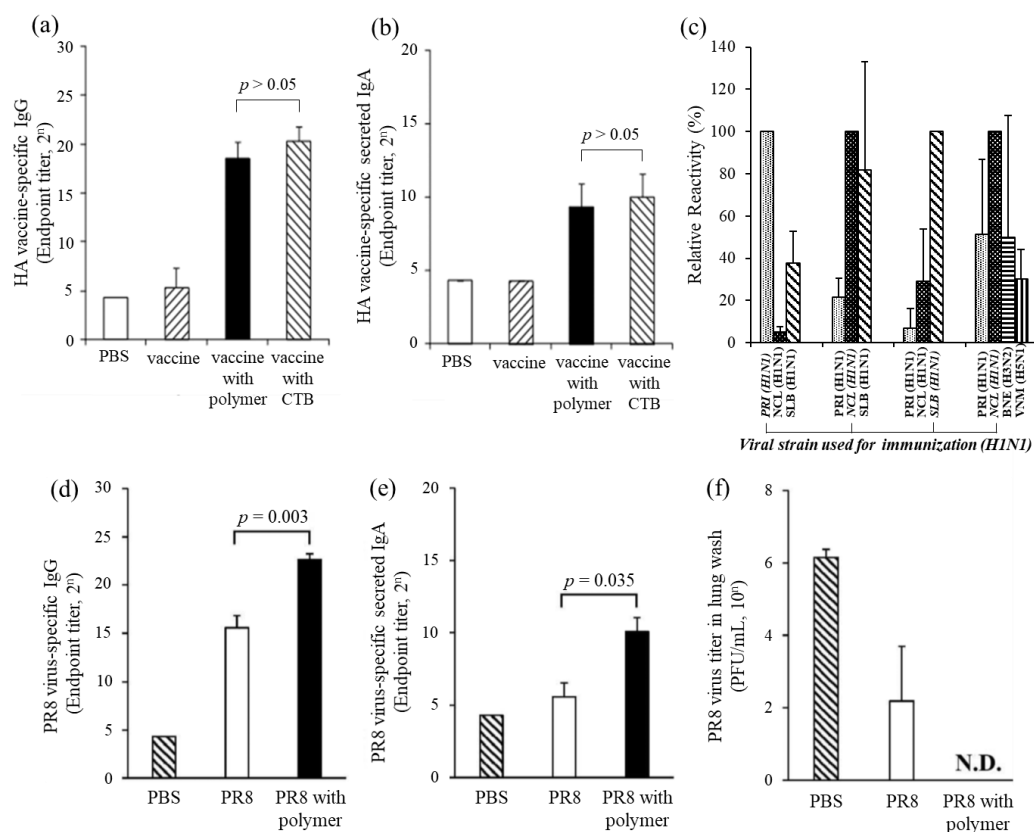 (a)
HA vaccine-specific IgG
(Endpoint titer, 2ⁿ)
30
25
20
15
10
5
0
p > 0.05
PBS
vaccine
vaccine
with
polymer
vaccine
with
CTB
(b)
HA vaccine-specific secreted IgA
(Endpoint titer, 2ⁿ)
20
15
10
5
0
p > 0.05
PBS
vaccine
vaccine
with
polymer
vaccine
with
CTB
(c)
Relative Reactivity (%)
140
120
100
80
60
40
20
0
PRI (H1N1)
NCL (H1N1)
SLB (H1N1)
PRI (H1N1)
NCL (H1N1)
SLB (H1N1)
PRI (H1N1)
NCL (H1N1)
SLB (H1N1)
PRI (H1N1)
NCL (H1N1)
BNE (H3N2)
VNM (H5N1)
Viral strain used for immunization (H1N1)
(d)
PR8 virus-specific IgG
(Endpoint titer, 2ⁿ)
30
25
20
15
10
5
0
p = 0.003
PBS
PR8
PR8 with
polymer
(e)
PR8 virus-specific secreted IgA
(Endpoint titer, 2ⁿ)
20
15
10
5
0
p = 0.035
PBS
PR8
PR8 with
polymer
(f)
PR8 virus titer in lung wash
(PFU/mL, 10ⁿ)
8
6
4
2
0
N.D.
PBS
PR8
PR8 with
polymer